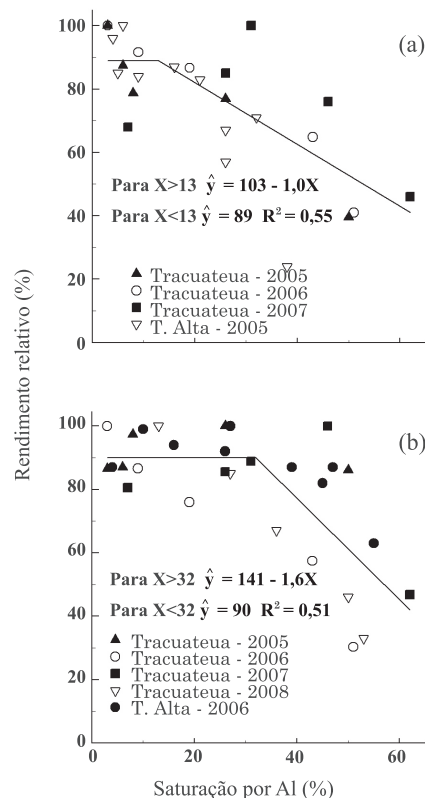 Rendimento relativo (%)
(a)
100
80
60
40
20
0
Para X>13 ŷ = 103 - 1,0X
Para X<13 ŷ = 89 R² = 0,55
▲ Tracuateua - 2005
○ Tracuateua - 2006
■ Tracuateua - 2007
▽ T. Alta - 2005
(b)
100
80
60
40
20
0
Para X>32 ŷ = 141 - 1,6X
Para X<32 ŷ = 90 R² = 0,51
▲ Tracuateua - 2005
○ Tracuateua - 2006
■ Tracuateua - 2007
▽ Tracuateua - 2008
● T. Alta - 2006
0 20 40 60
Saturação por Al (%)